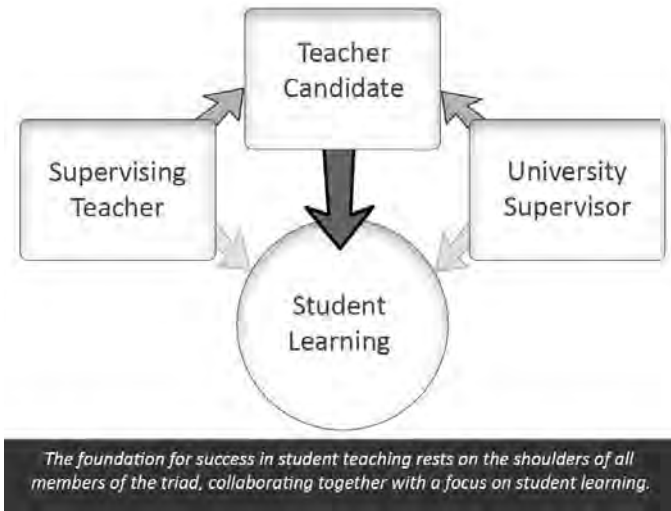 Teacher
Candidate
Supervising
Teacher
University
Supervisor
Student
Learning
The foundation for success in student teaching rests on the shoulders of all
members of the triad, collaborating together with a focus on student learning.